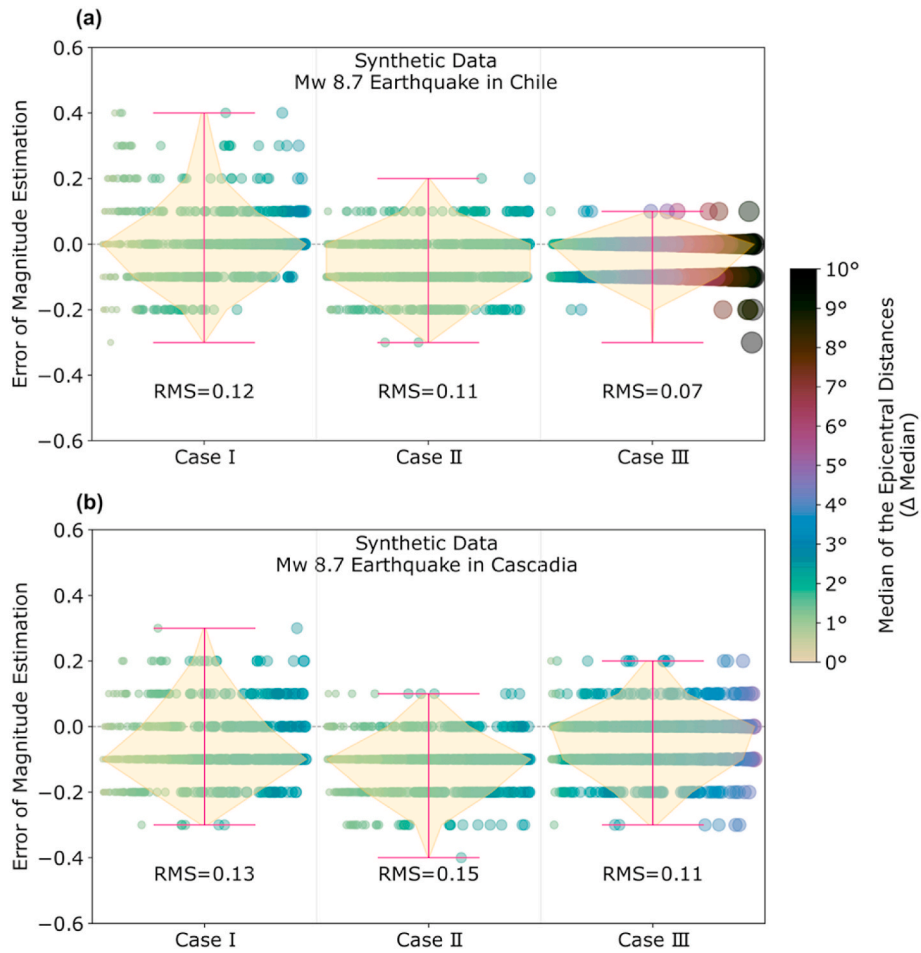 (a)
0.6
0.4
0.2
0.0
−0.2
−0.4
−0.6
Error of Magnitude Estimation
Synthetic Data
Mw 8.7 Earthquake in Chile
RMS=0.12
RMS=0.11
RMS=0.07
Case Ⅰ
Case Ⅱ
Case Ⅲ
(b)
0.6
0.4
0.2
0.0
−0.2
−0.4
−0.6
Error of Magnitude Estimation
Synthetic Data
Mw 8.7 Earthquake in Cascadia
RMS=0.13
RMS=0.15
RMS=0.11
Case Ⅰ
Case Ⅱ
Case Ⅲ
10°
9°
8°
7°
6°
5°
4°
3°
2°
1°
0°
Median of the Epicentral Distances
(Δ Median)